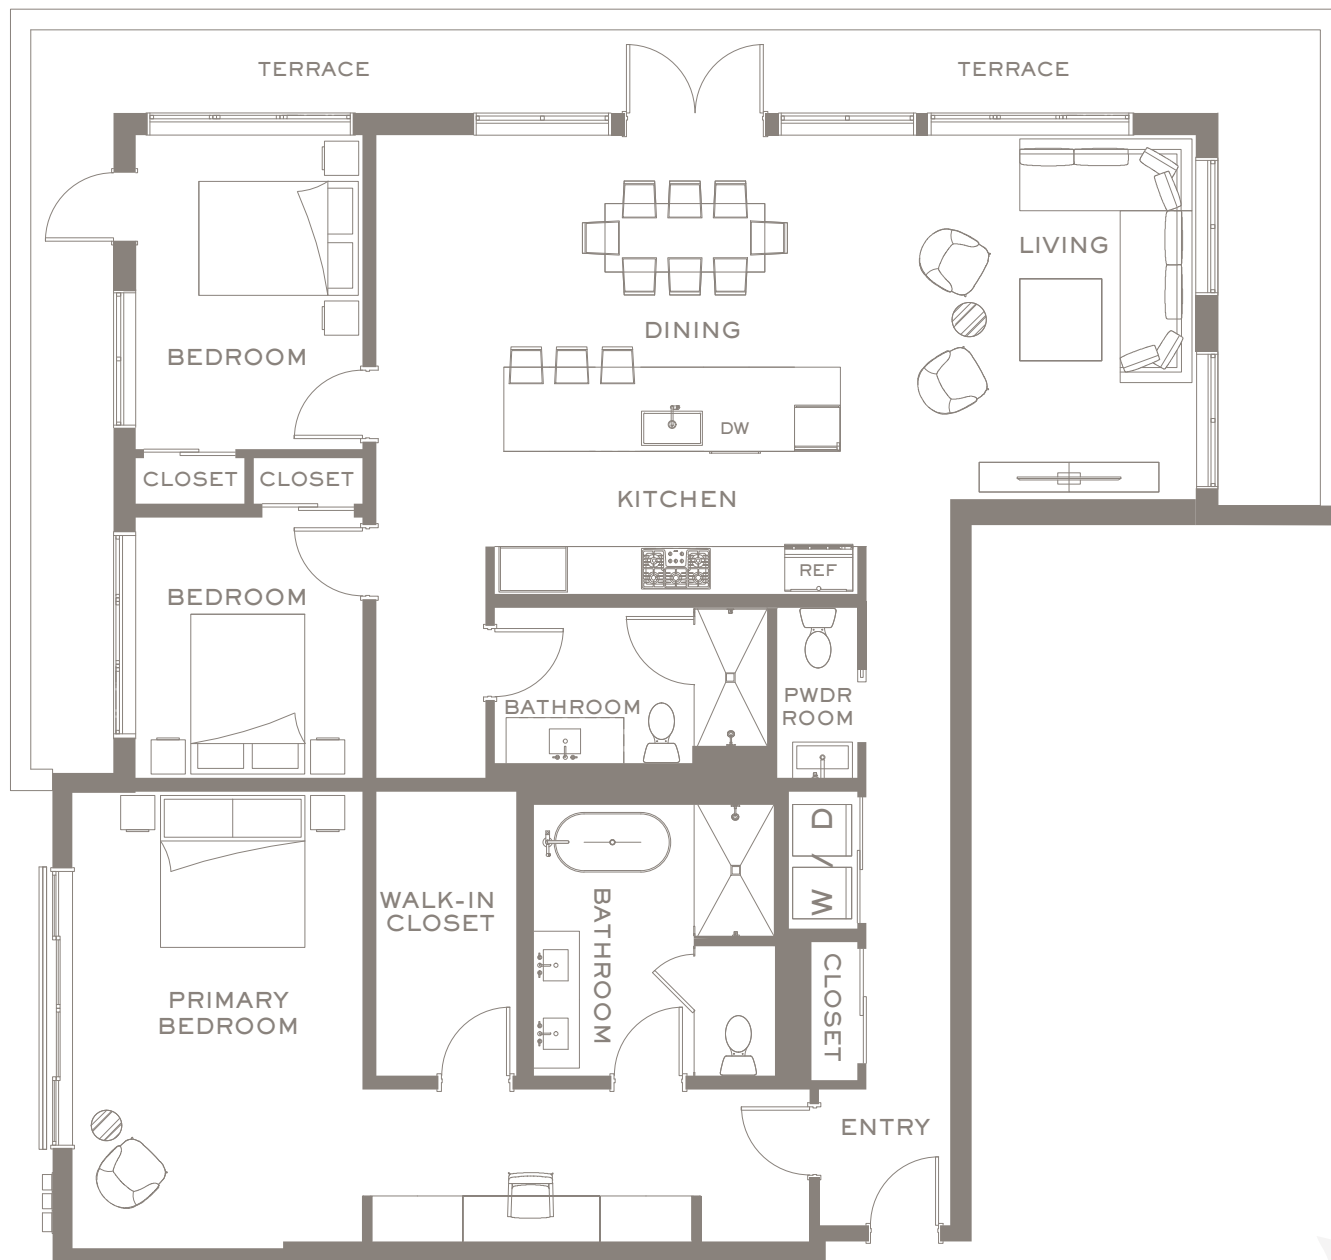 TERRACE
TERRACE
LIVING
DINING
BEDROOM
DW
CLOSET
CLOSET
KITCHEN
REF
BEDROOM
BATHROOM
PWDR
ROOM
W / D
WALK-IN
CLOSET
BATHROOM
CLOSET
PRIMARY
BEDROOM
ENTRY